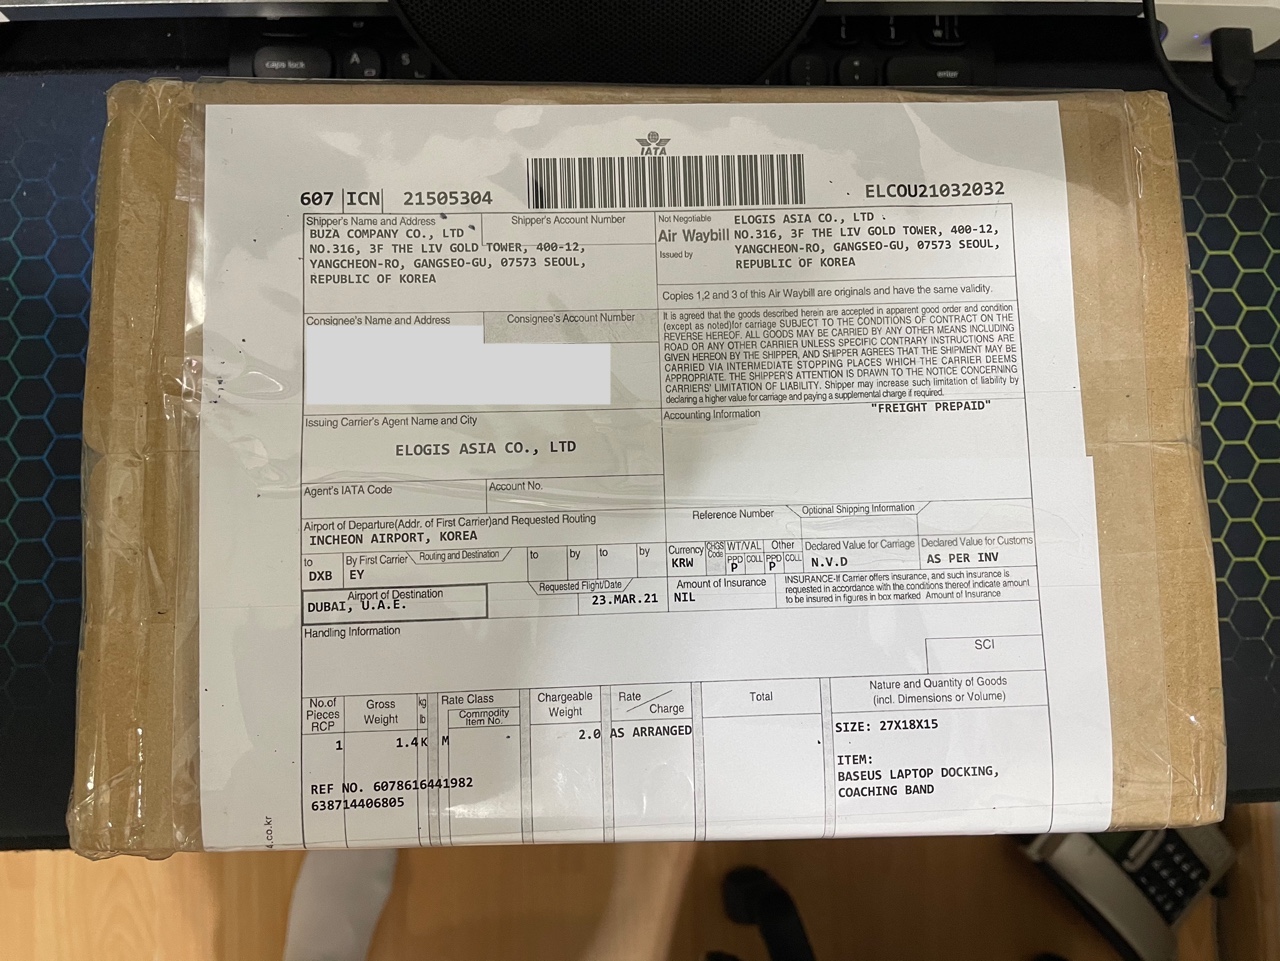 caps lock
A
S
enter
IATA
607 ICN 21505304
ELCOU21032032
Shipper's Name and Address
Shipper's Account Number
BUZA COMPANY CO., LTD
NO.316, 3F THE LIV GOLD TOWER, 400-12,
YANGCHEON-RO, GANGSEO-GU, 07573 SEOUL,
REPUBLIC OF KOREA
Not Negotiable
Air Waybill
Issued by
ELOGIS ASIA CO., LTD .
NO.316, 3F THE LIV GOLD TOWER, 400-12,
YANGCHEON-RO, GANGSEO-GU, 07573 SEOUL,
REPUBLIC OF KOREA
Copies 1,2 and 3 of this Air Waybill are originals and have the same validity.
Consignee's Name and Address
Consignee's Account Number
It is agreed that the goods described herein are accepted in apparent good order and condition
(except as noted)for carriage SUBJECT TO THE CONDITIONS OF CONTRACT ON THE
REVERSE HEREOF. ALL GOODS MAY BE CARRIED BY ANY OTHER MEANS INCLUDING
ROAD OR ANY OTHER CARRIER UNLESS SPECIFIC CONTRARY INSTRUCTIONS ARE
GIVEN HEREON BY THE SHIPPER, AND SHIPPER AGREES THAT THE SHIPMENT MAY BE
CARRIED VIA INTERMEDIATE STOPPING PLACES WHICH THE CARRIER DEEMS
APPROPRIATE. THE SHIPPER'S ATTENTION IS DRAWN TO THE NOTICE CONCERNING
CARRIERS' LIMITATION OF LIABILITY. Shipper may increase such limitation of liability by
declaring a higher value for carriage and paying a supplemental charge if required.
Issuing Carrier's Agent Name and City
ELOGIS ASIA CO., LTD
Accounting Information
"FREIGHT PREPAID"
Agent's IATA Code
Account No.
Airport of Departure(Addr. of First Carrier)and Requested Routing
INCHEON AIRPORT, KOREA
Reference Number
Optional Shipping Information
to
By First Carrier
Routing and Destination
to
by
to
by
DXB
EY
Currency
KRW
CHGS
Code
WT/VAL
PPD
COLL
P
Other
PPD
COLL
P
Declared Value for Carriage
N.V.D
Declared Value for Customs
AS PER INV
Airport of Destination
DUBAI, U.A.E.
Requested Flight/Date
23.MAR.21
Amount of Insurance
NIL
INSURANCE-If Carrier offers insurance, and such insurance is
requested in accordance with the conditions thereof indicate amount
to be insured in figures in box marked Amount of Insurance
Handling Information
SCI
No.of
Pieces
RCP
Gross
Weight
kg
lb
Rate Class
Commodity
Item No.
Chargeable
Weight
Rate
Charge
Total
Nature and Quantity of Goods
(incl. Dimensions or Volume)
1
1.4
K
M
2.0
AS ARRANGED
SIZE: 27X18X15
ITEM:
BASEUS LAPTOP DOCKING,
COACHING BAND
REF NO. 6078616441982
638714406805
4.co.kr